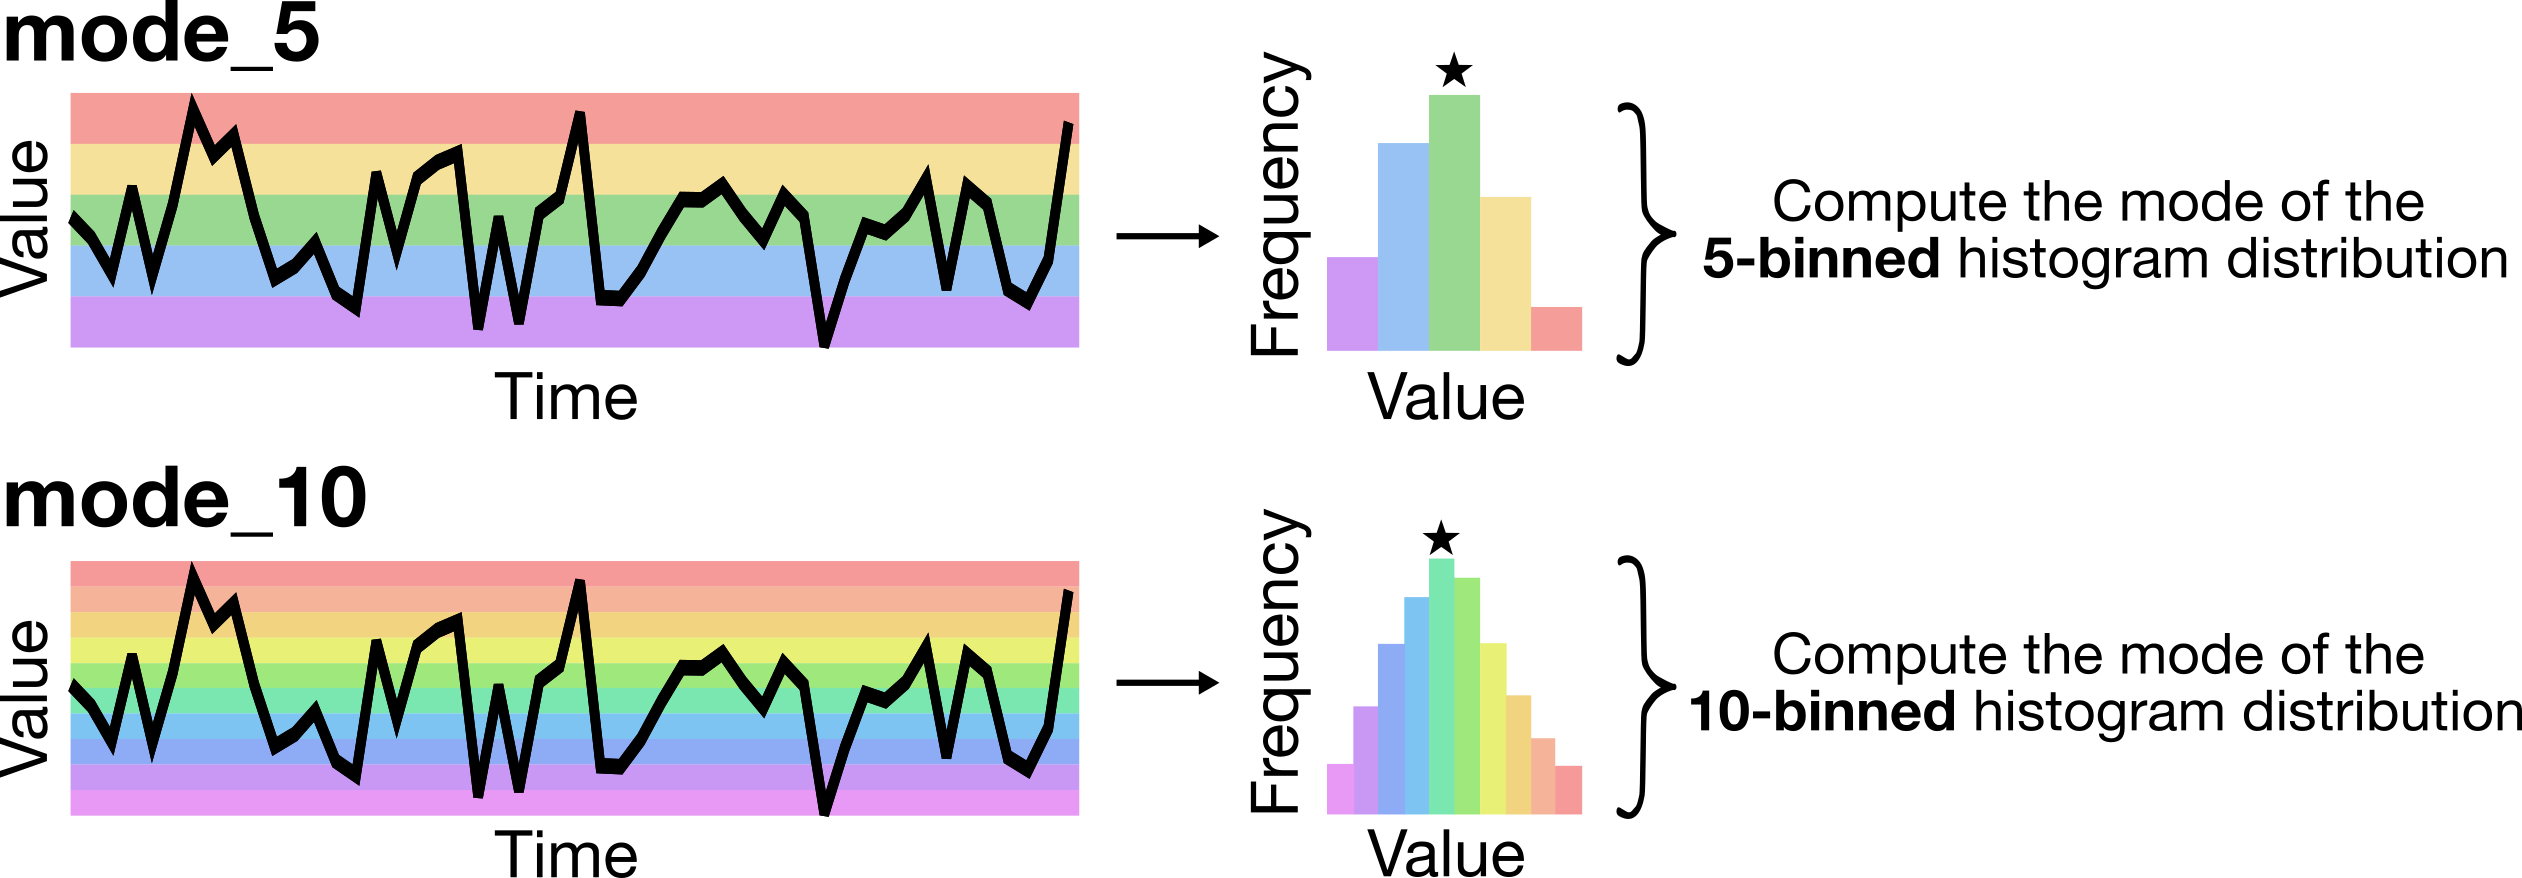 mode_5
Value
Time
Frequency
Value
Compute the mode of the
5-binned histogram distribution
mode_10
Value
Time
Frequency
Value
Compute the mode of the
10-binned histogram distribution